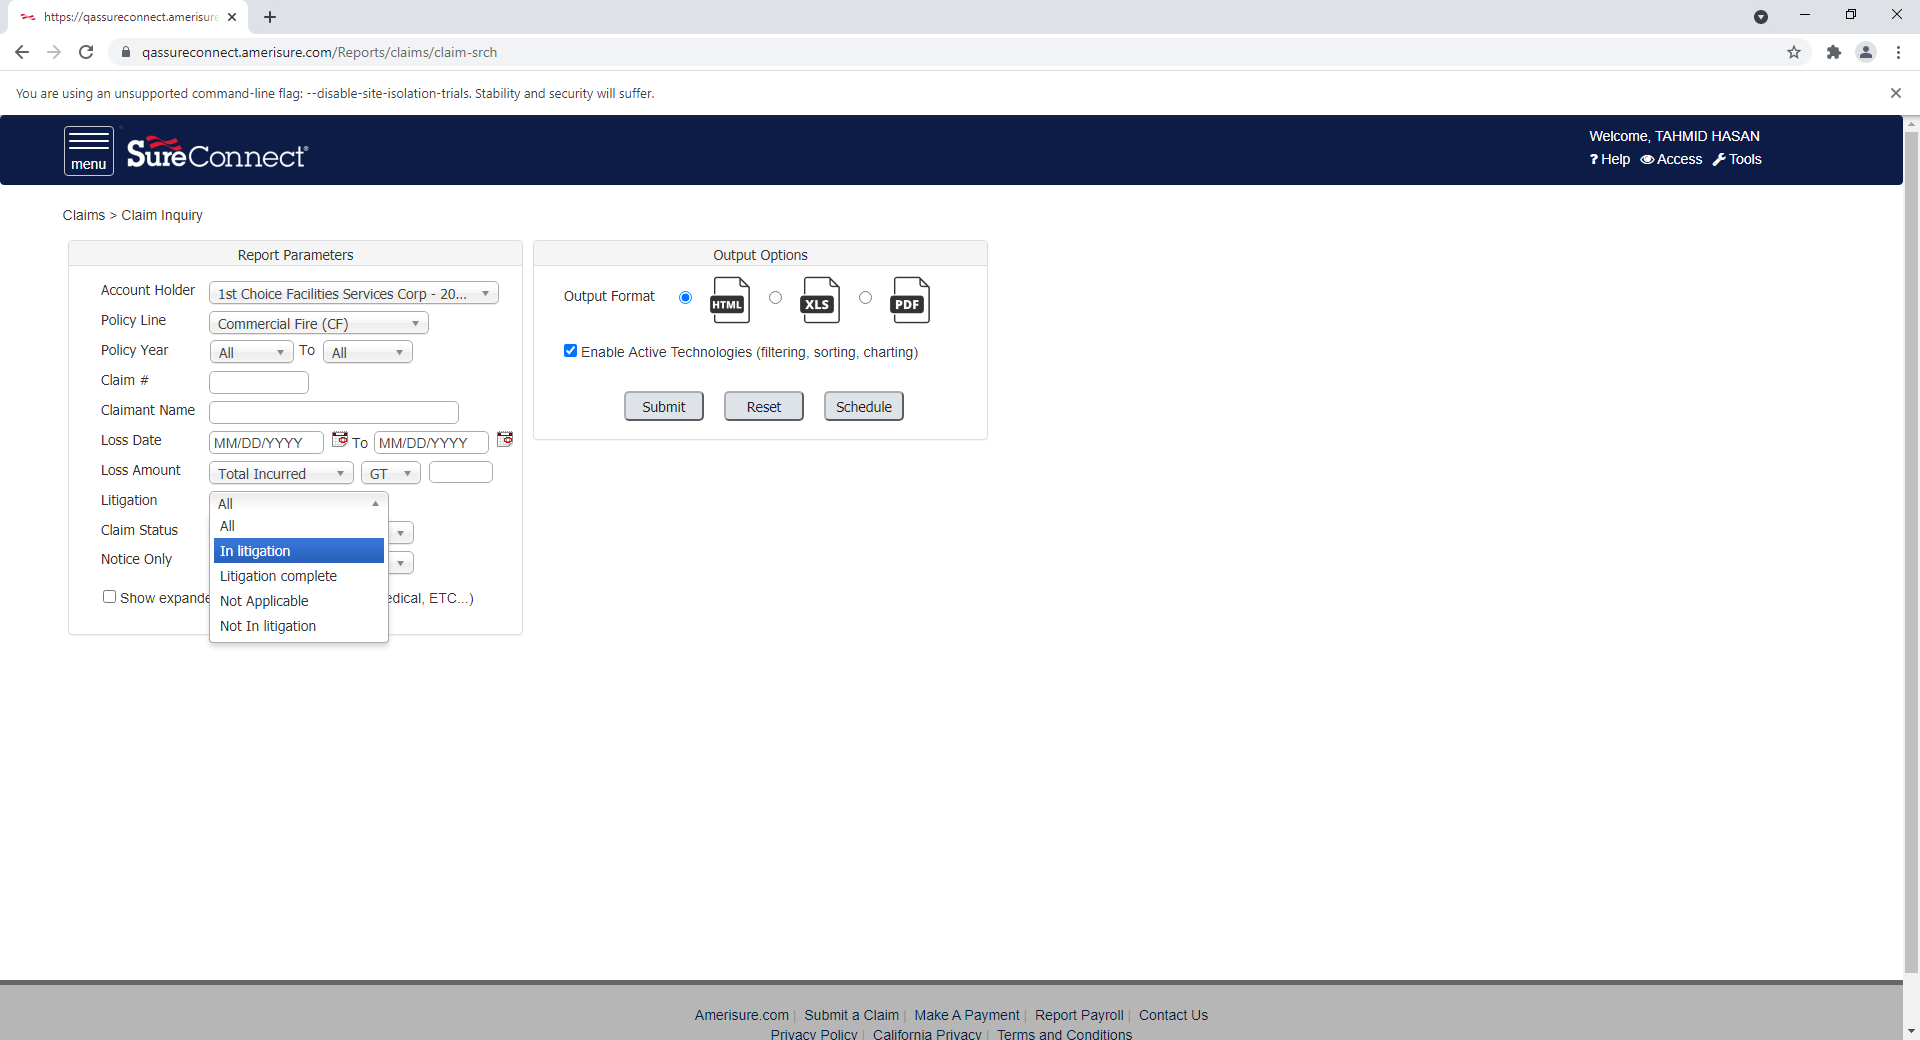 https://qassureconnect.amerisure
qassureconnect.amerisure.com/Reports/claims/claim-srch
You are using an unsupported command-line flag: --disable-site-isolation-trials. Stability and security will suffer.
menu
SureConnect®
Welcome, TAHMID HASAN
? Help Access Tools
Claims > Claim Inquiry
Report Parameters
Account Holder 1st Choice Facilities Services Corp - 20...
Policy Line Commercial Fire (CF)
Policy Year All To All
Claim #
Claimant Name
Loss Date MM/DD/YYYY To MM/DD/YYYY
Loss Amount Total Incurred GT
Litigation All
All
Claim Status
In litigation
Notice Only
Litigation complete
Show expande
Not Applicable
edical, ETC...)
Not In litigation
Output Options
Output Format HTML XLS PDF
Enable Active Technologies (filtering, sorting, charting)
Submit Reset Schedule
Amerisure.com | Submit a Claim | Make A Payment | Report Payroll | Contact Us
Privacy Policy | California Privacy | Terms and Conditions